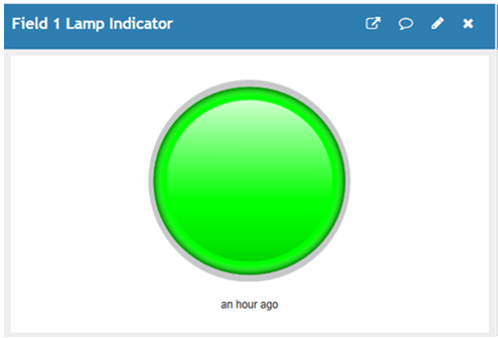 Field 1 Lamp Indicator
an hour ago